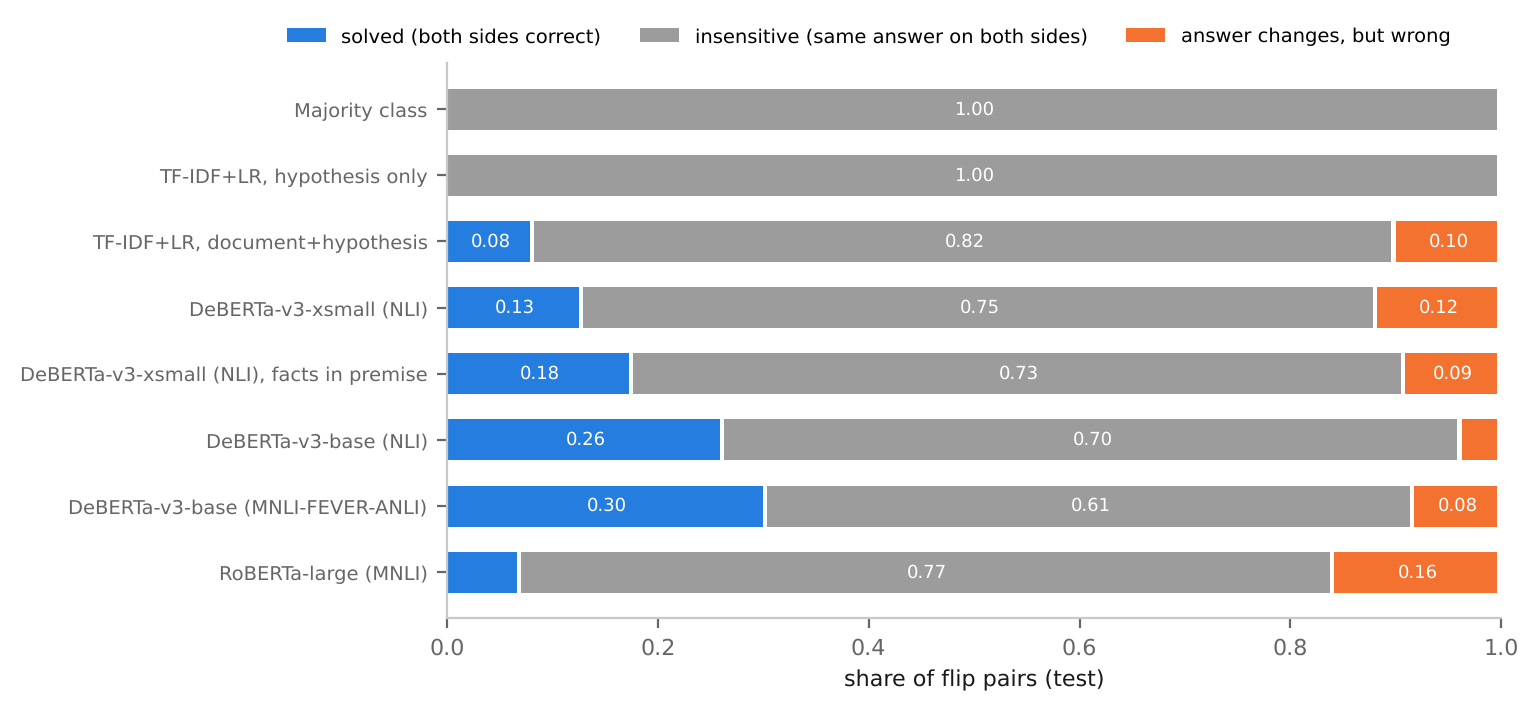 solved (both sides correct) insensitive (same answer on both sides) answer changes, but wrong
Majority class 1.00
TF-IDF+LR, hypothesis only 1.00
TF-IDF+LR, document+hypothesis 0.08 0.82 0.10
DeBERTa-v3-xsmall (NLI) 0.13 0.75 0.12
DeBERTa-v3-xsmall (NLI), facts in premise 0.18 0.73 0.09
DeBERTa-v3-base (NLI) 0.26 0.70
DeBERTa-v3-base (MNLI-FEVER-ANLI) 0.30 0.61 0.08
RoBERTa-large (MNLI) 0.77 0.16
0.0 0.2 0.4 0.6 0.8 1.0
share of flip pairs (test)